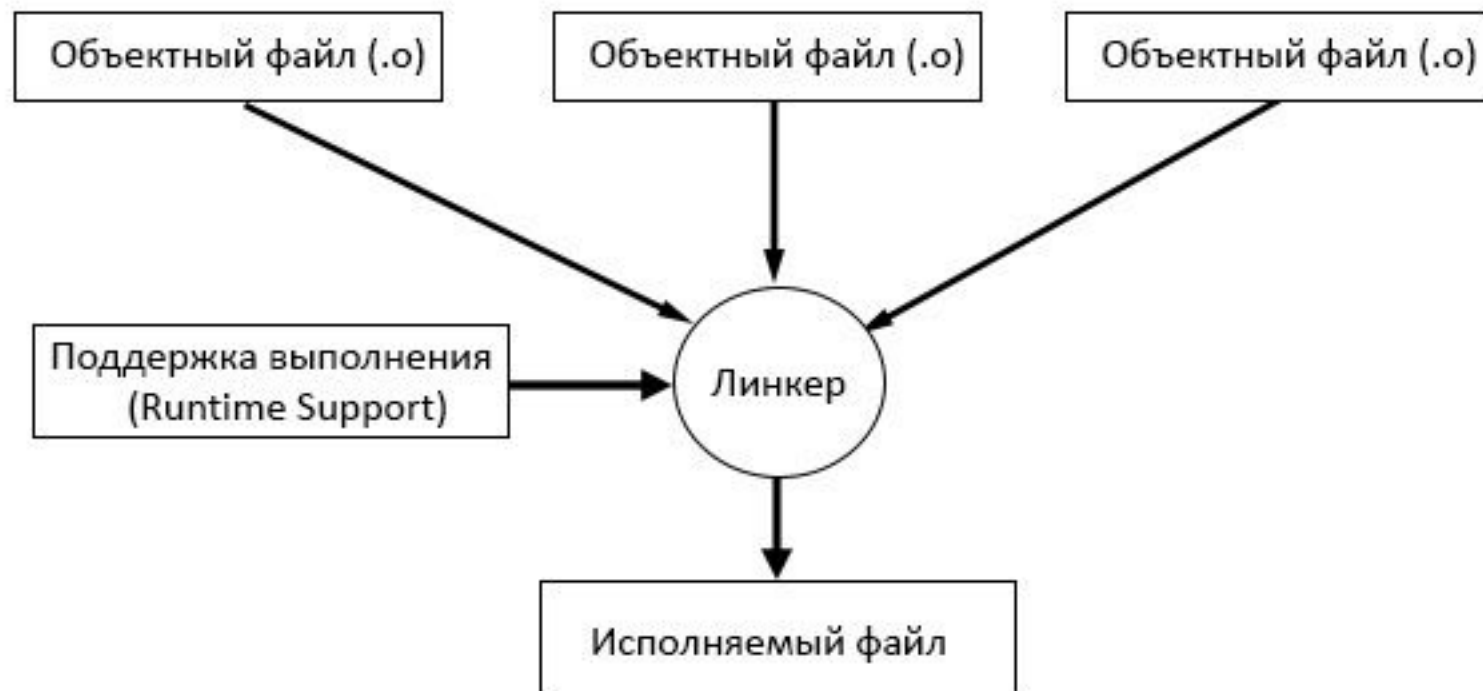 Объектный файл (.o)
Объектный файл (.o)
Объектный файл (.o)
Поддержка выполнения
(Runtime Support)
Линкер
Исполняемый файл